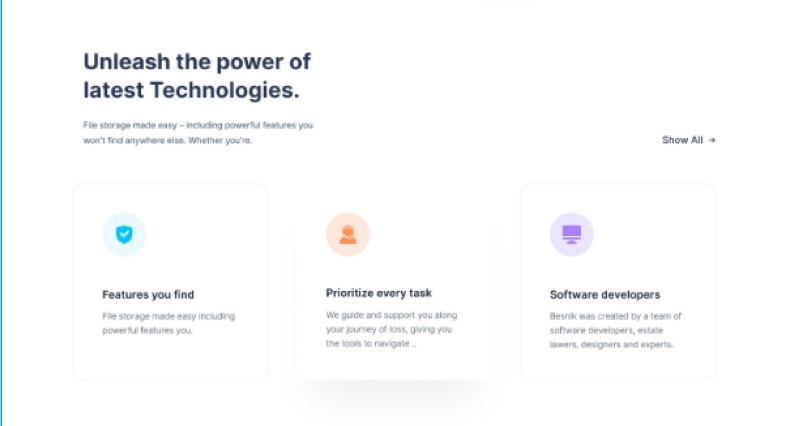 Unleash the power of
latest Technologies.
File storage made easy – including powerful features you
won't find anywhere else. Whether you're.
Show All →
Features you find
File storage made easy including
powerful features you.
Prioritize every task
We guide and support you along
your journey of loss, giving you
the tools to navigate ..
Software developers
Besnik was created by a team of
software developers, estate
lawers, designers and experts.